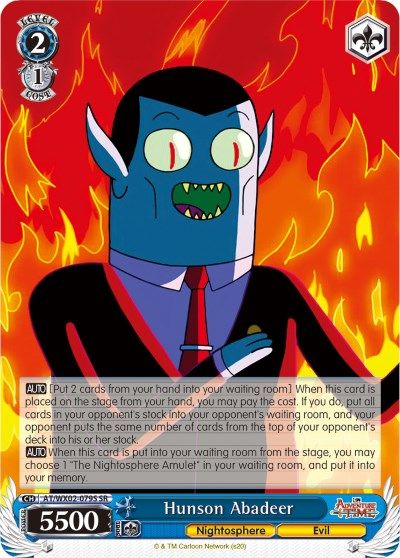 LEVEL
2
1
COST
AUTO [Put 2 cards from your hand into your waiting room] When this card is
placed on the stage from your hand, you may pay the cost. If you do, put all
cards in your opponent's stock into your opponent's waiting room, and your
opponent puts the same number of cards from the top of your opponent's
deck into his or her stock.
AUTO When this card is put into your waiting room from the stage, you may
choose 1 "The Nightosphere Amulet" in your waiting room, and put it into
your memory.
CH AT/WX02-079S SR
Hunson Abadeer
ADVENTURE TIME
POWER 5500 SOUL
Nightosphere Evil
© & TM Cartoon Network (s20)